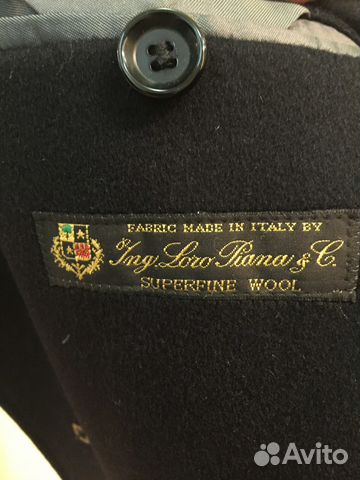 FABRIC MADE IN ITALY BY
Ing. Loro Piana & C.
SUPERFINE WOOL
Avito